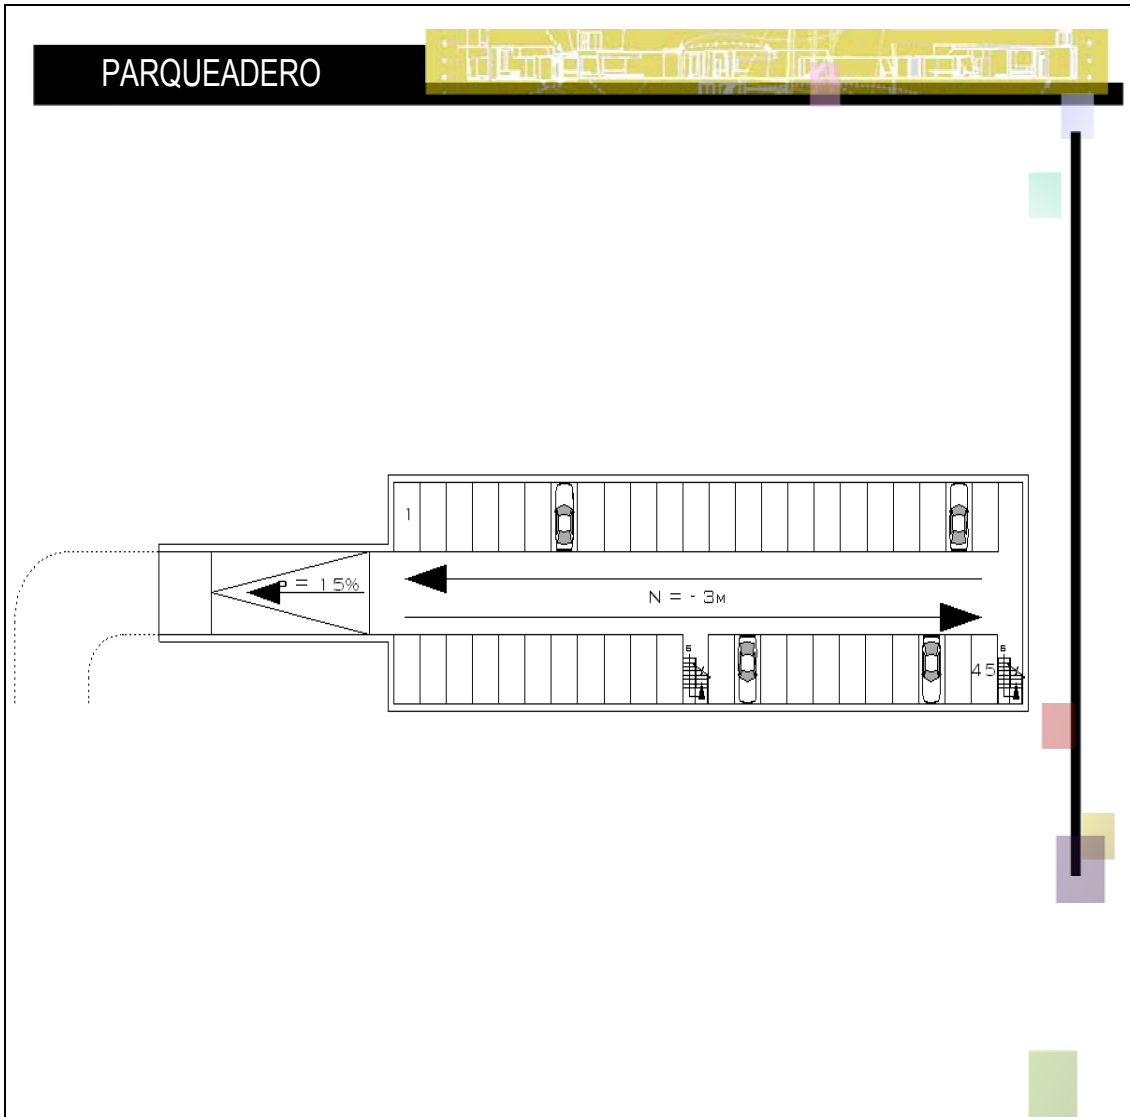 PARQUEADERO
1
P = 15%
N = - 3M
45